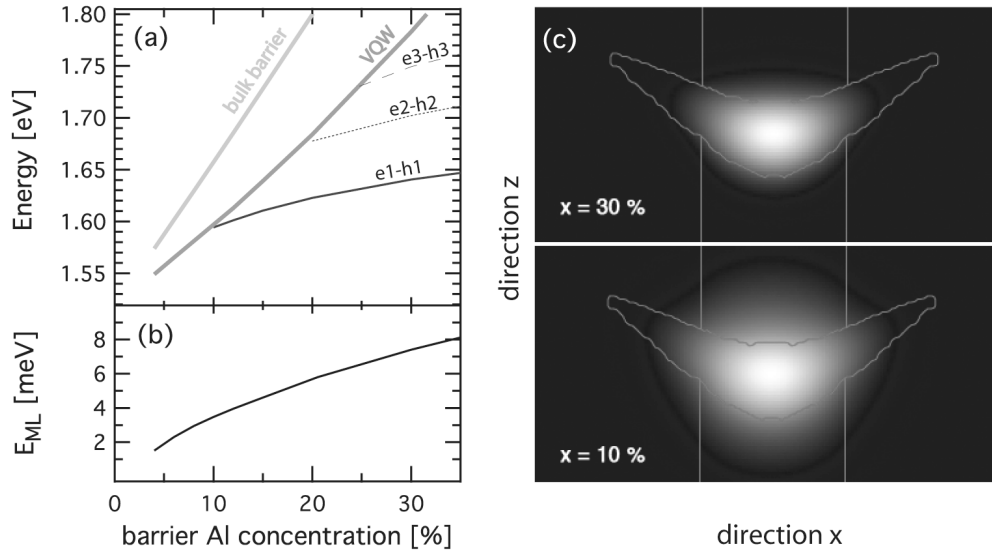 (a)
1.80
1.75
1.70
1.65
1.60
1.55
Energy [eV]
bulk barrier
VQW
e3-h3
e2-h2
e1-h1
(b)
8
6
4
2
E_ML [meV]
0
10
20
30
barrier Al concentration [%]
(c)
x = 30 %
x = 10 %
direction z
direction x